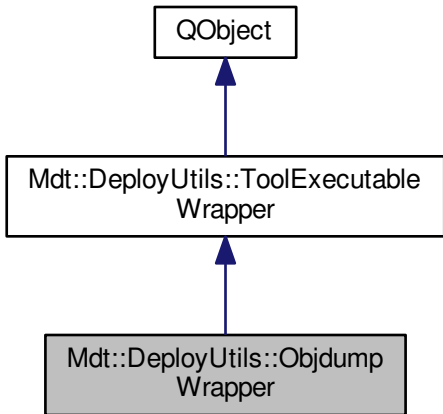 QObject
Mdt::DeployUtils::ToolExecutable
Wrapper
Mdt::DeployUtils::Objdump
Wrapper